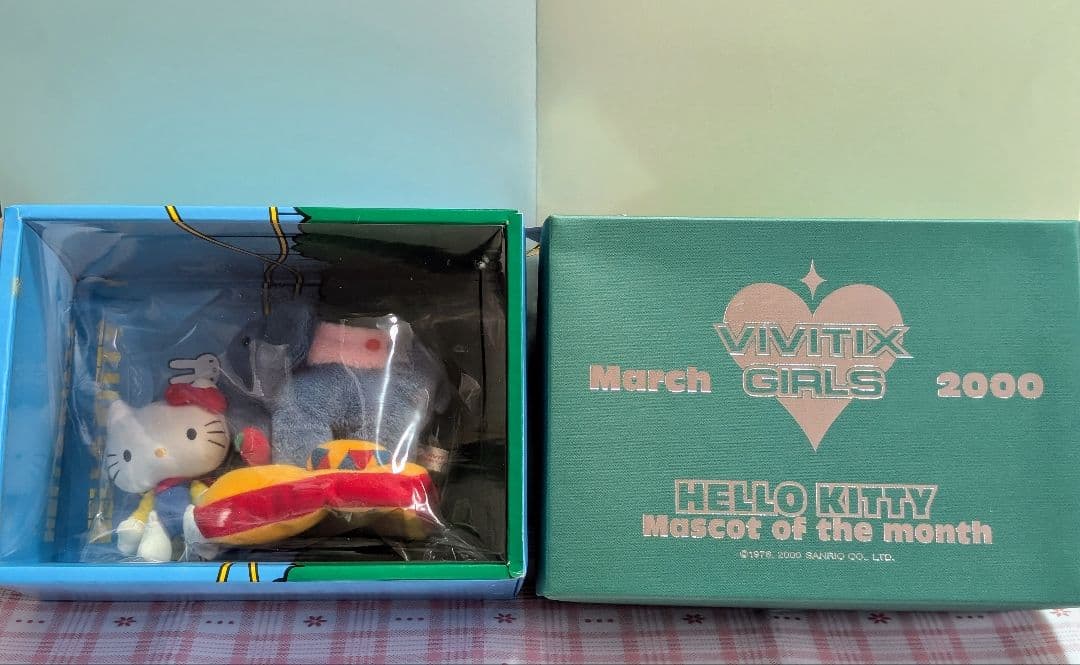 VIVITIX
GIRLS
March
2000
HELLO KITTY
Mascot of the month
©1976, 2000 SANRIO CO., LTD.